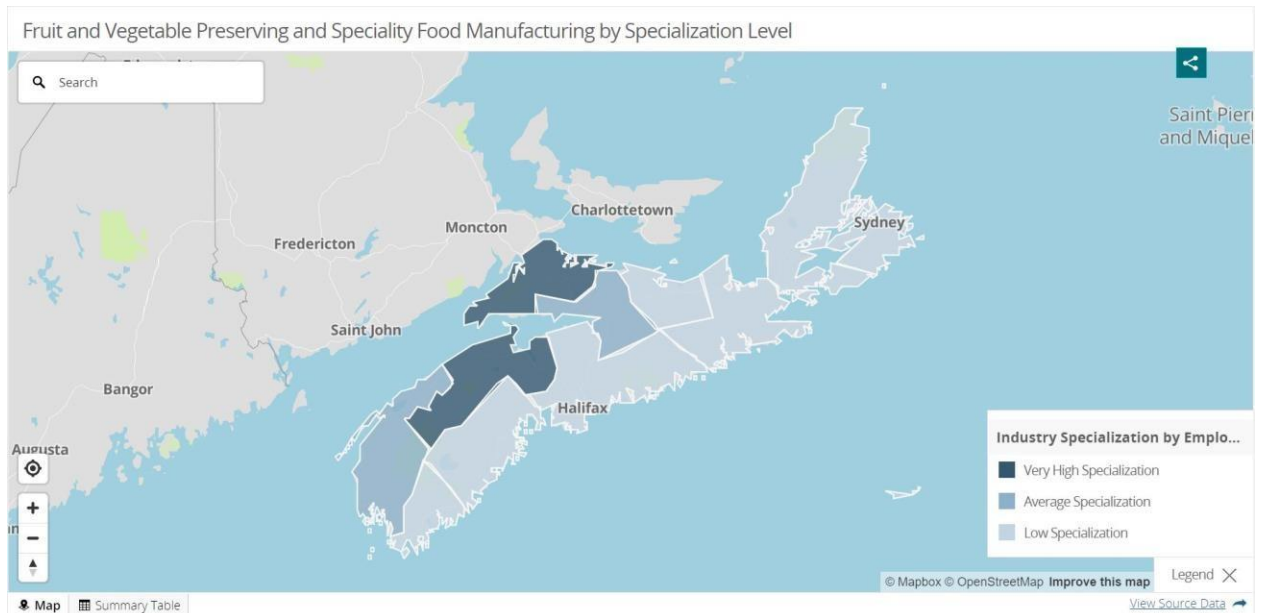 Fruit and Vegetable Preserving and Speciality Food Manufacturing by Specialization Level
Search
Saint Pierr
and Miquel
Charlottetown
Sydney
Moncton
Fredericton
Saint John
Bangor
Halifax
Augusta
Industry Specialization by Emplo...
Very High Specialization
Average Specialization
Low Specialization
© Mapbox © OpenStreetMap Improve this map
Legend
Map
Summary Table
View Source Data